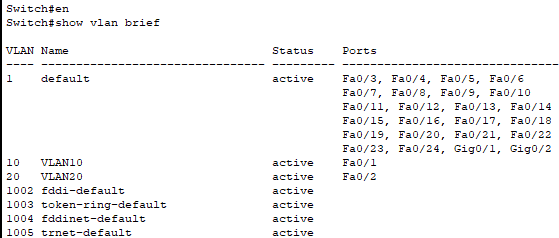 Switch#en
Switch#show vlan brief
VLAN Name                             Status    Ports
---- -------------------------------- --------- -------------------------------
1    default                          active    Fa0/3, Fa0/4, Fa0/5, Fa0/6
                                                Fa0/7, Fa0/8, Fa0/9, Fa0/10
                                                Fa0/11, Fa0/12, Fa0/13, Fa0/14
                                                Fa0/15, Fa0/16, Fa0/17, Fa0/18
                                                Fa0/19, Fa0/20, Fa0/21, Fa0/22
                                                Fa0/23, Fa0/24, Gig0/1, Gig0/2
10   VLAN10                           active    Fa0/1
20   VLAN20                           active    Fa0/2
1002 fddi-default                     active
1003 token-ring-default               active
1004 fddinet-default                  active
1005 trnet-default                    active